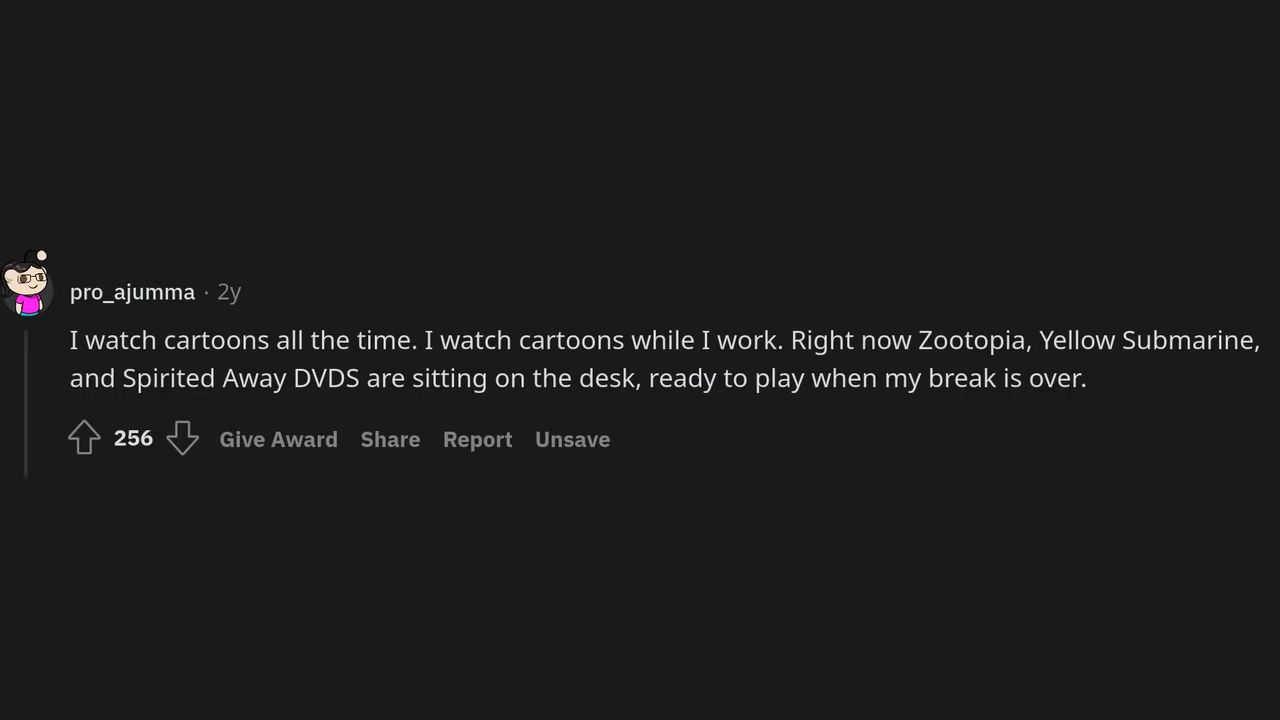 pro_ajumma · 2y
I watch cartoons all the time. I watch cartoons while I work. Right now Zootopia, Yellow Submarine,
and Spirited Away DVDS are sitting on the desk, ready to play when my break is over.
256 Give Award Share Report Unsave